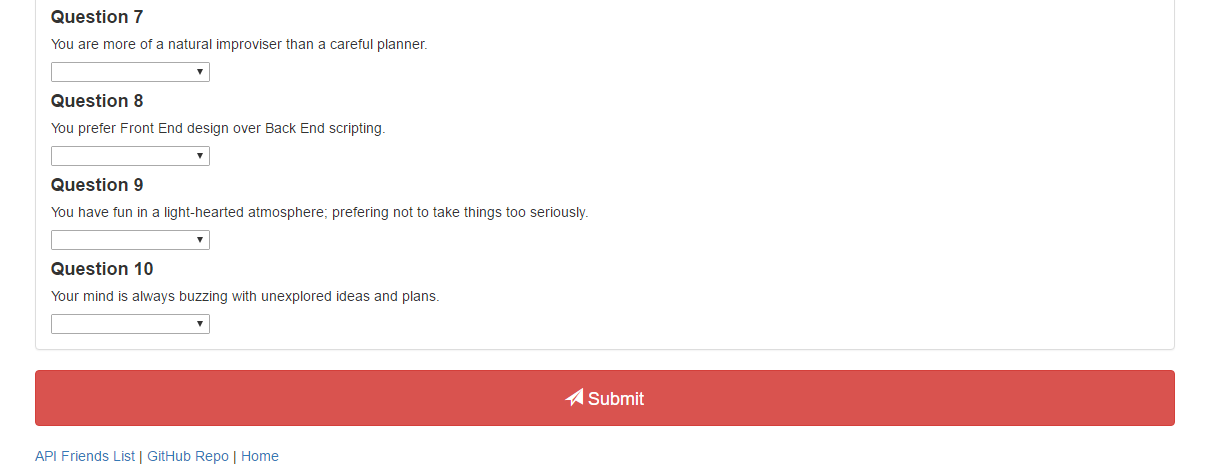 Question 7
You are more of a natural improviser than a careful planner.
Question 8
You prefer Front End design over Back End scripting.
Question 9
You have fun in a light-hearted atmosphere; prefering not to take things too seriously.
Question 10
Your mind is always buzzing with unexplored ideas and plans.
Submit
API Friends List | GitHub Repo | Home